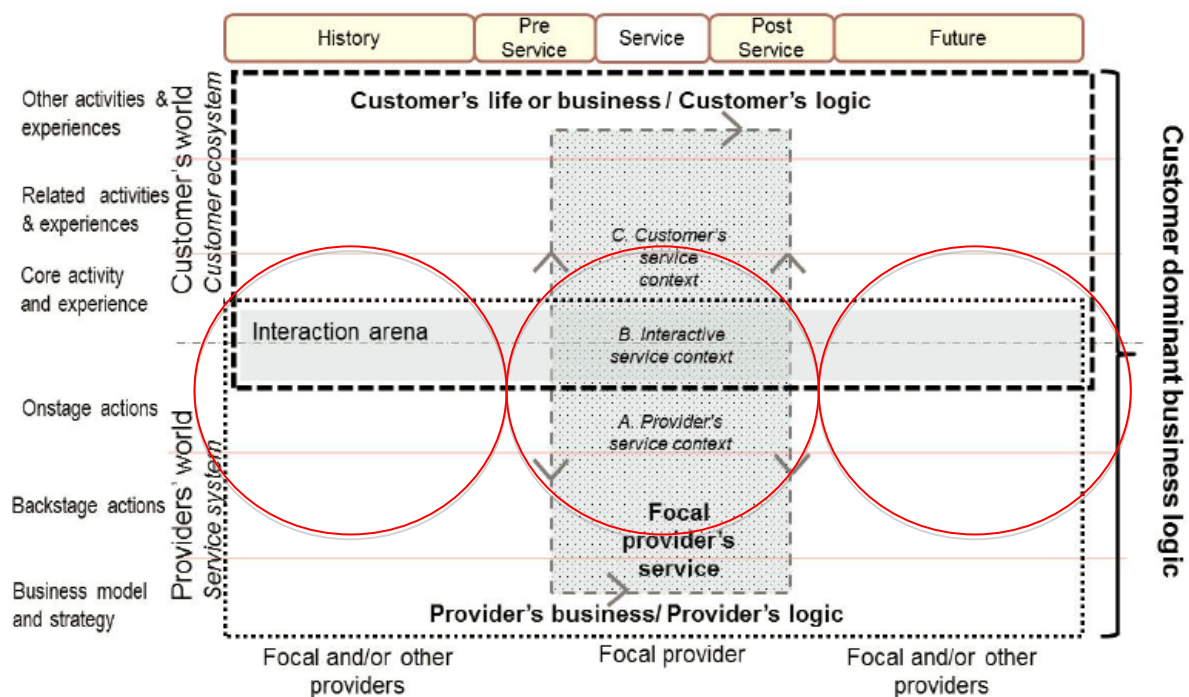 History
Pre
Service
Service
Post
Service
Future
Other activities &
experiences
Related activities
& experiences
Core activity
and experience
Onstage actions
Backstage actions
Business model
and strategy
Customer's world
Customer ecosystem
Providers' world
Service system
Customer's life or business / Customer's logic
C. Customer's
service
context
Interaction arena
B. Interactive
service context
A. Provider's
service context
Focal
provider's
service
Provider's business/ Provider's logic
Customer dominant business logic
Focal and/or other
providers
Focal provider
Focal and/or other
providers